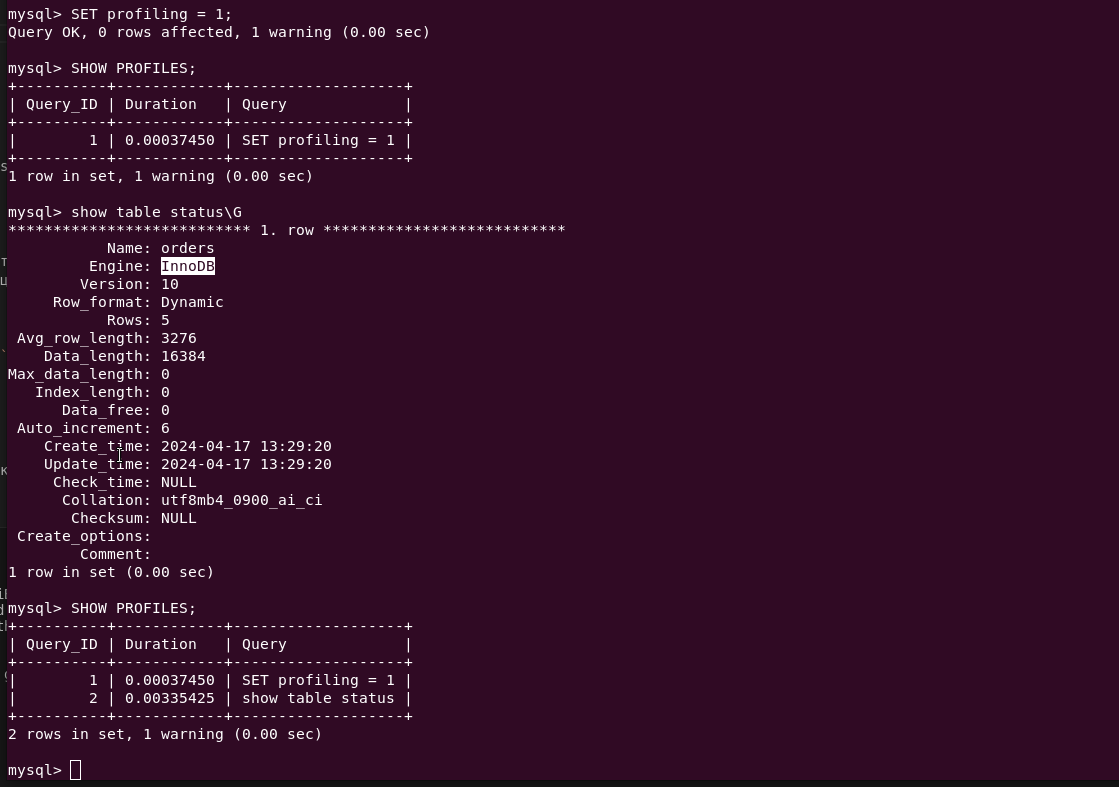 mysql> SET profiling = 1;
Query OK, 0 rows affected, 1 warning (0.00 sec)

mysql> SHOW PROFILES;
+----------+------------+-------------------+
| Query_ID | Duration   | Query             |
+----------+------------+-------------------+
|        1 | 0.00037450 | SET profiling = 1 |
+----------+------------+-------------------+
1 row in set, 1 warning (0.00 sec)

mysql> show table status\G
*************************** 1. row ***************************
           Name: orders
         Engine: InnoDB
        Version: 10
     Row_format: Dynamic
           Rows: 5
 Avg_row_length: 3276
    Data_length: 16384
Max_data_length: 0
   Index_length: 0
      Data_free: 0
 Auto_increment: 6
    Create_time: 2024-04-17 13:29:20
    Update_time: 2024-04-17 13:29:20
     Check_time: NULL
      Collation: utf8mb4_0900_ai_ci
       Checksum: NULL
 Create_options:
        Comment:
1 row in set (0.00 sec)

mysql> SHOW PROFILES;
+----------+------------+-------------------+
| Query_ID | Duration   | Query             |
+----------+------------+-------------------+
|        1 | 0.00037450 | SET profiling = 1 |
|        2 | 0.00335425 | show table status |
+----------+------------+-------------------+
2 rows in set, 1 warning (0.00 sec)

mysql>